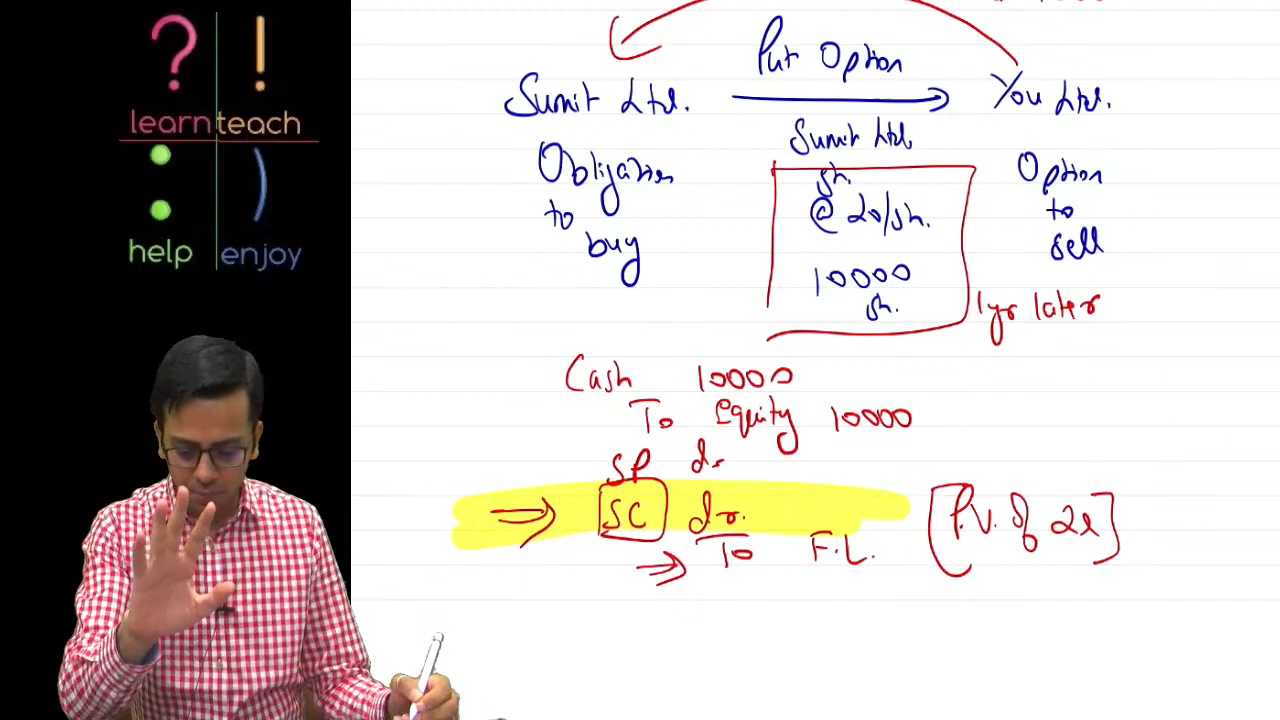 ? !
learn teach
: )
help enjoy
Put Option
Sumit Ltd. You Ltd.
Sumit Ltd.
sh.
Obligation to buy
@ 20/sh.
10000 sh.
Option to sell
1yr later
Cash 10000
To Equity 10000
SP dr
SC dr.
To F.L. [P.V. of 2L]